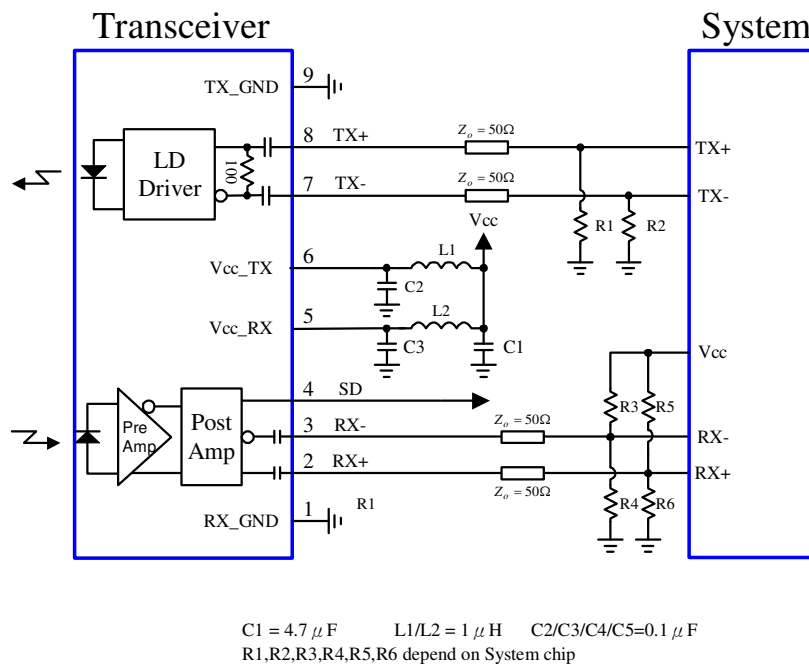 Transceiver
System
TX_GND
9
LD
Driver
100
8
TX+
Zo = 50Ω
TX+
7
TX-
Zo = 50Ω
TX-
R1
R2
Vcc
Vcc_TX
6
L1
C2
Vcc_RX
5
L2
C3
C1
Vcc
4
SD
R3
R5
Pre
Amp
Post
Amp
3
RX-
Zo = 50Ω
RX-
2
RX+
Zo = 50Ω
RX+
R4
R6
RX_GND
1
R1
C1 = 4.7 μF L1/L2 = 1 μH C2/C3/C4/C5=0.1 μF
R1,R2,R3,R4,R5,R6 depend on System chip